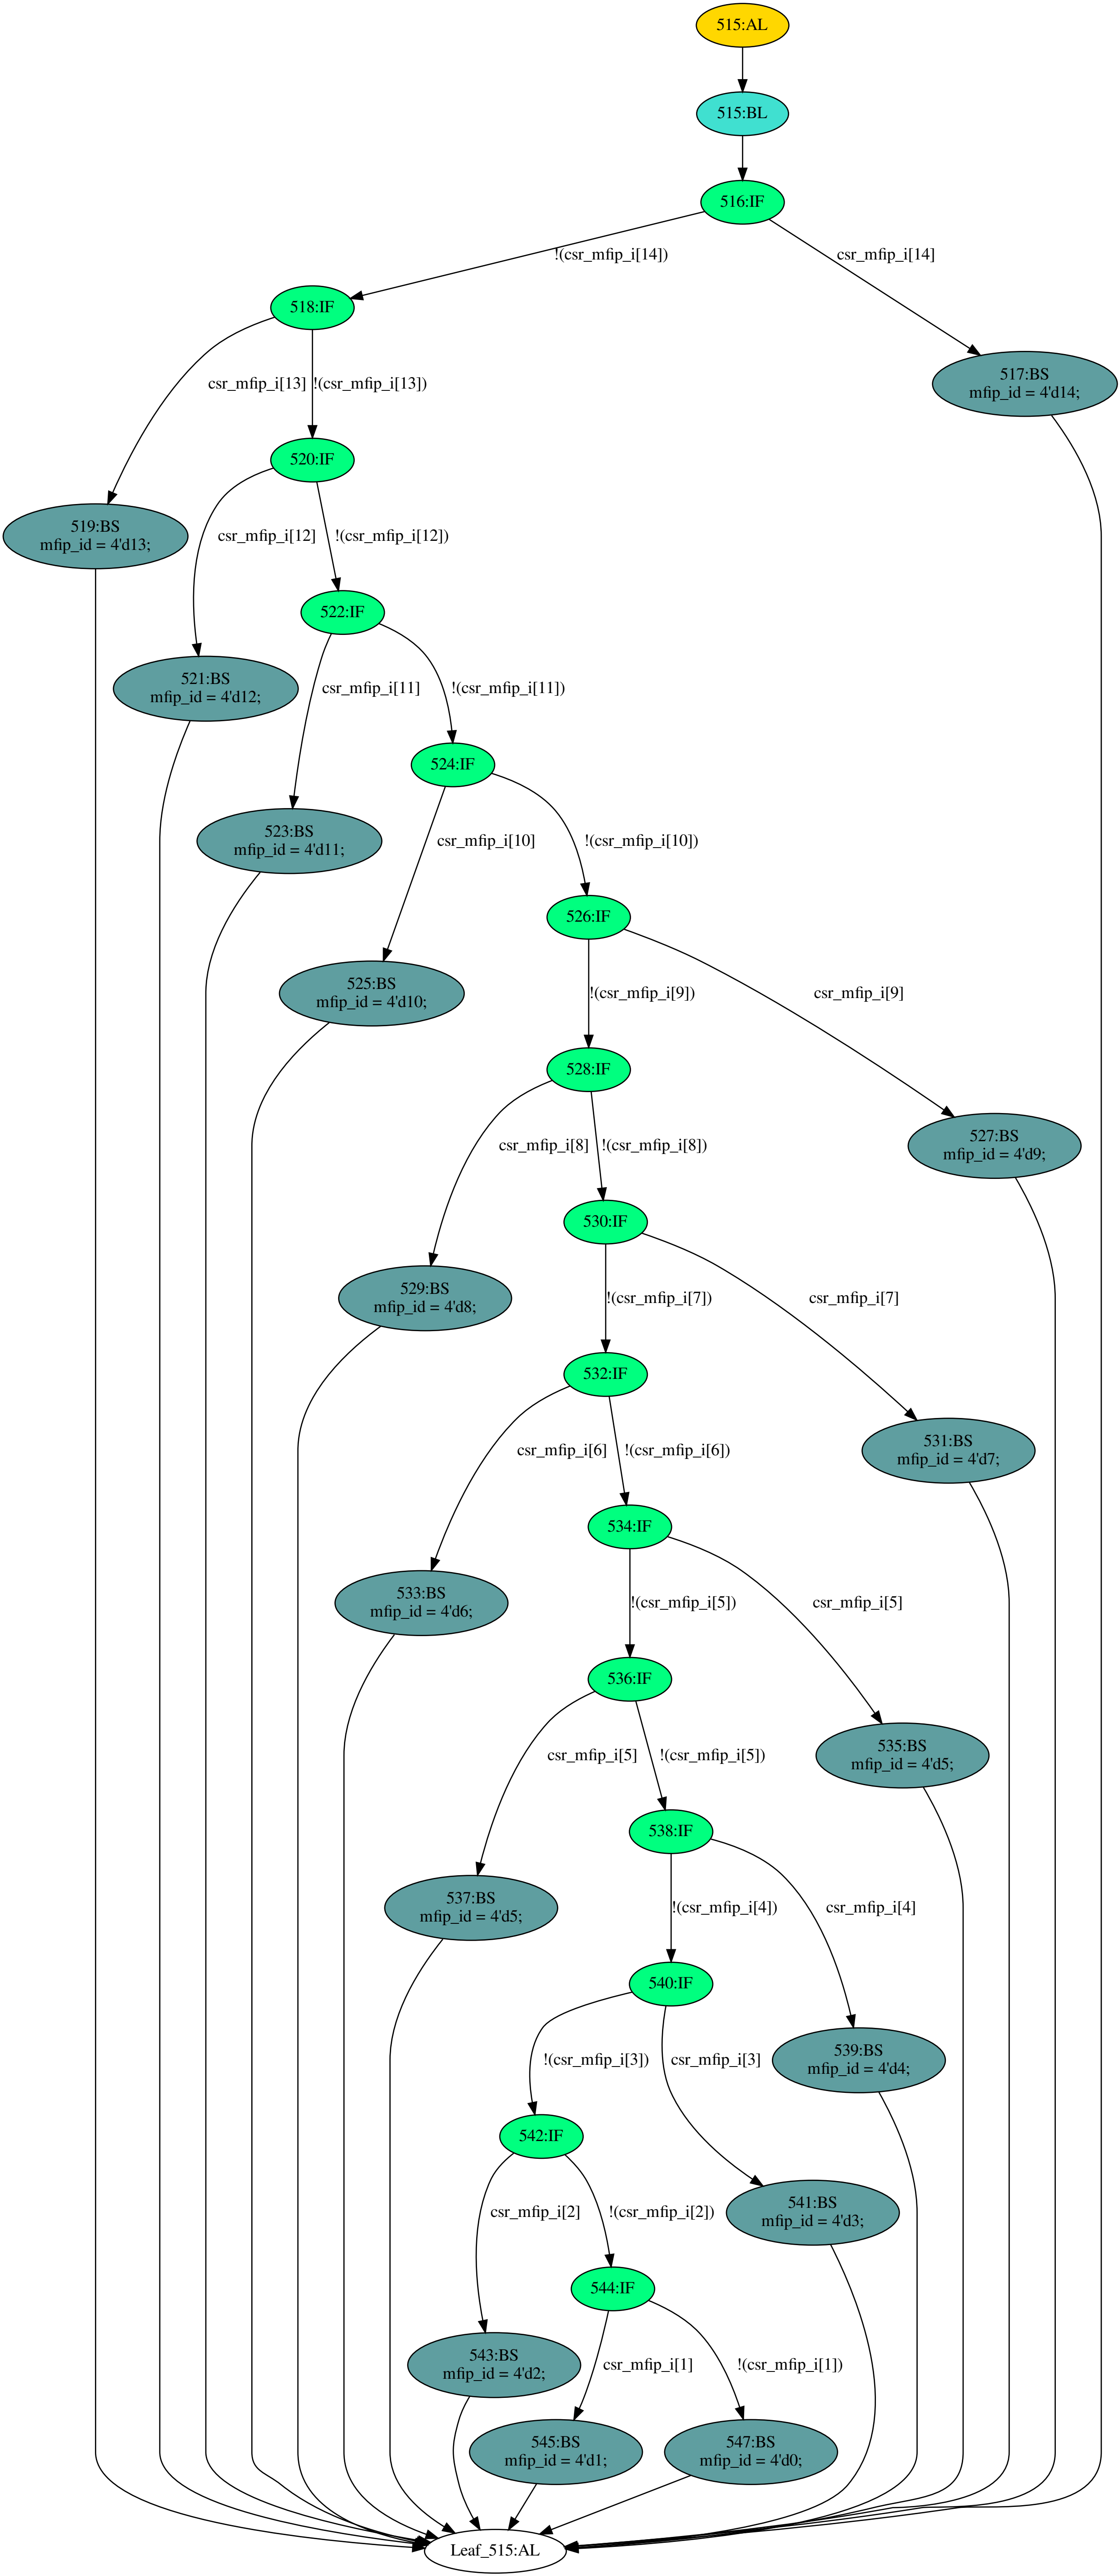 515:AL
515:BL
516:IF
!(csr_mfip_i[14])
csr_mfip_i[14]
518:IF
517:BS
mfip_id = 4'd14;
csr_mfip_i[13]
!(csr_mfip_i[13])
520:IF
519:BS
mfip_id = 4'd13;
csr_mfip_i[12]
!(csr_mfip_i[12])
522:IF
521:BS
mfip_id = 4'd12;
csr_mfip_i[11]
!(csr_mfip_i[11])
524:IF
523:BS
mfip_id = 4'd11;
csr_mfip_i[10]
!(csr_mfip_i[10])
526:IF
525:BS
mfip_id = 4'd10;
!(csr_mfip_i[9])
csr_mfip_i[9]
528:IF
527:BS
mfip_id = 4'd9;
csr_mfip_i[8]
!(csr_mfip_i[8])
530:IF
529:BS
mfip_id = 4'd8;
!(csr_mfip_i[7])
csr_mfip_i[7]
532:IF
531:BS
mfip_id = 4'd7;
csr_mfip_i[6]
!(csr_mfip_i[6])
534:IF
533:BS
mfip_id = 4'd6;
!(csr_mfip_i[5])
csr_mfip_i[5]
536:IF
535:BS
mfip_id = 4'd5;
csr_mfip_i[5]
!(csr_mfip_i[5])
538:IF
537:BS
mfip_id = 4'd5;
!(csr_mfip_i[4])
csr_mfip_i[4]
540:IF
539:BS
mfip_id = 4'd4;
!(csr_mfip_i[3])
csr_mfip_i[3]
542:IF
541:BS
mfip_id = 4'd3;
csr_mfip_i[2]
!(csr_mfip_i[2])
544:IF
543:BS
mfip_id = 4'd2;
csr_mfip_i[1]
!(csr_mfip_i[1])
545:BS
mfip_id = 4'd1;
547:BS
mfip_id = 4'd0;
Leaf_515:AL